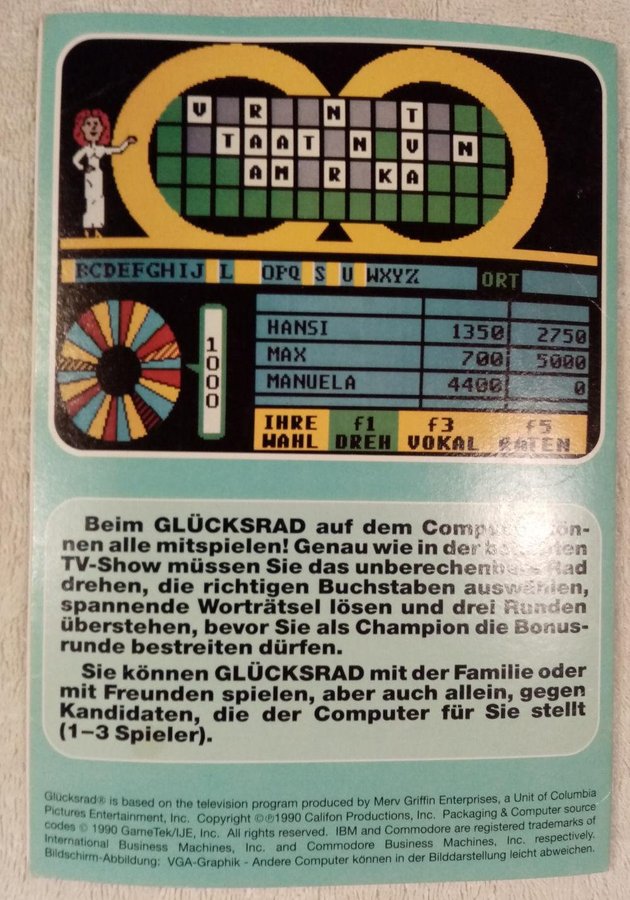 V R N T
TAAT N V N
AM R KA
BCDEFGHIJ L OPQ S U WXYZ ORT
1000
HANSI 1350 2750
MAX 700 5000
MANUELA 4400 0
IHRE f1 f3 f5
WAHL DREH VOKAL RATEN
Beim GLÜCKSRAD auf dem Computer kön-
nen alle mitspielen! Genau wie in der
TV-Show müssen Sie das unberechenbare Rad
drehen, die richtigen Buchstaben auswählen,
spannende Worträtsel lösen und drei Runden
überstehen, bevor Sie als Champion die Bonus-
runde bestreiten dürfen.
Sie können GLÜCKSRAD mit der Familie oder
mit Freunden spielen, aber auch allein, gegen
Kandidaten, die der Computer für Sie stellt
(1–3 Spieler).
Glücksrad® is based on the television program produced by Merv Griffin Enterprises, a Unit of Columbia
Pictures Entertainment, Inc. Copyright ©℗1990 Califon Productions, Inc. Packaging & Computer source
codes © 1990 GameTek/IJE, Inc. All rights reserved. IBM and Commodore are registered trademarks of
International Business Machines, Inc. and Commodore Business Machines, Inc. respectively.
Bildschirm-Abbildung: VGA-Graphik - Andere Computer können in der Bilddarstellung leicht abweichen.